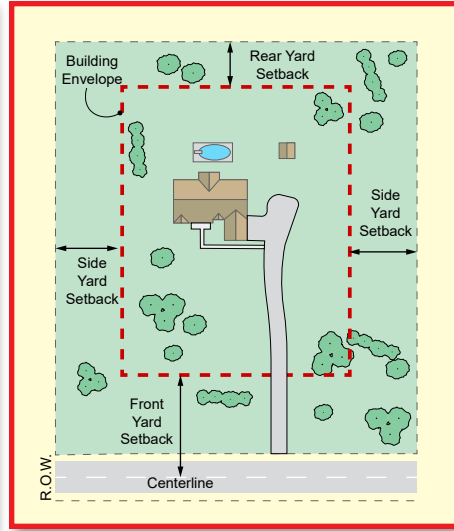 Rear Yard
Setback
Building
Envelope
Side
Yard
Setback
Side Yard
Setback
Front
Yard
Setback
Centerline
R.O.W.